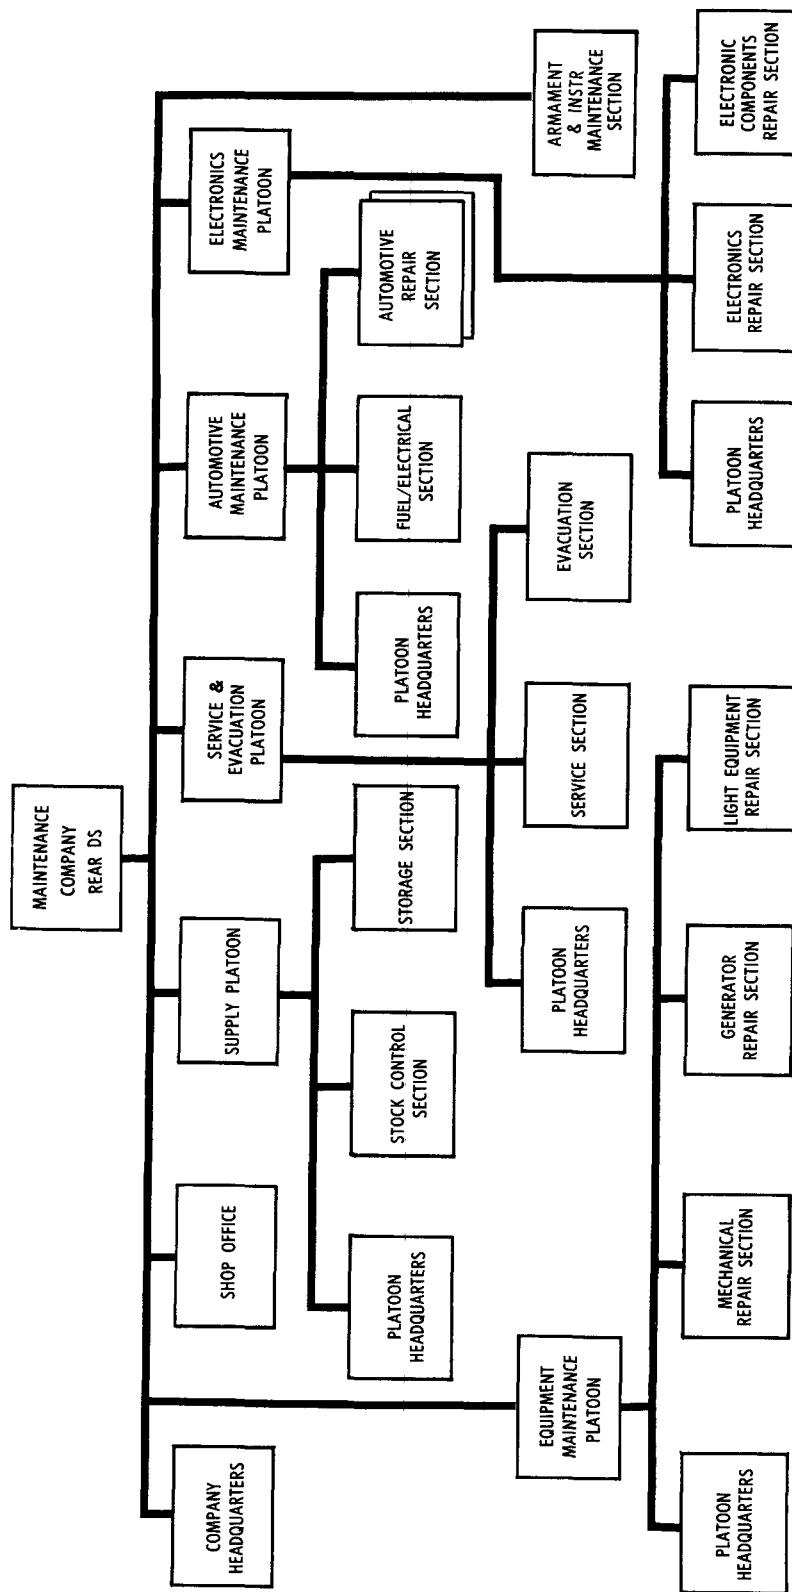 MAINTENANCE
COMPANY
REAR DS
COMPANY
HEADQUARTERS
SHOP OFFICE
SUPPLY PLATOON
SERVICE &
EVACUATION
PLATOON
AUTOMOTIVE
MAINTENANCE
PLATOON
ELECTRONICS
MAINTENANCE
PLATOON
PLATOON
HEADQUARTERS
STOCK CONTROL
SECTION
STORAGE SECTION
PLATOON
HEADQUARTERS
FUEL/ELECTRICAL
SECTION
AUTOMOTIVE
REPAIR
SECTION
EQUIPMENT
MAINTENANCE
PLATOON
PLATOON
HEADQUARTERS
SERVICE SECTION
EVACUATION
SECTION
ARMAMENT
& INSTR
MAINTENANCE
SECTION
PLATOON
HEADQUARTERS
MECHANICAL
REPAIR SECTION
GENERATOR
REPAIR SECTION
LIGHT EQUIPMENT
REPAIR SECTION
PLATOON
HEADQUARTERS
ELECTRONICS
REPAIR SECTION
ELECTRONIC
COMPONENTS
REPAIR SECTION